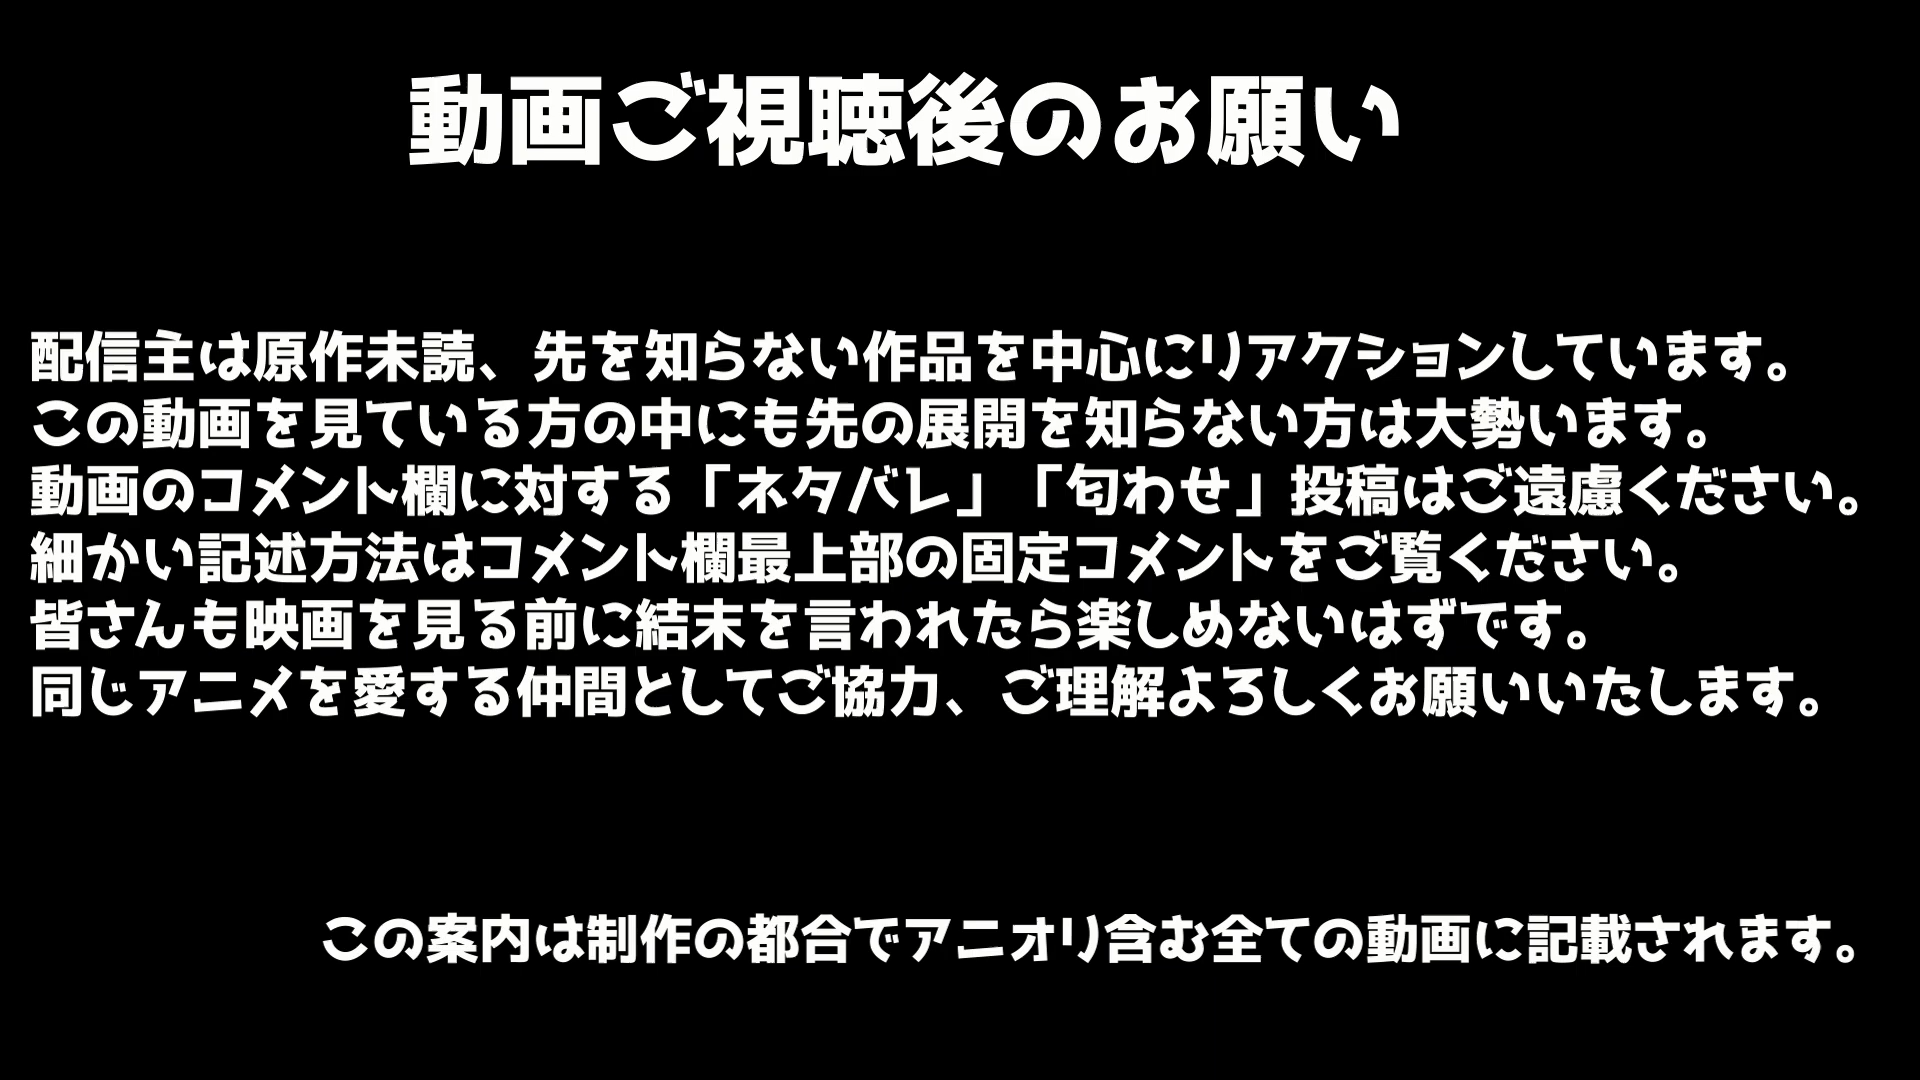 動画ご視聴後のお願い
配信主は原作未読、先を知らない作品を中心にリアクションしています。
この動画を見ている方の中にも先の展開を知らない方は大勢います。
動画のコメント欄に対する「ネタバレ」「匂わせ」投稿はご遠慮ください。
細かい記述方法はコメント欄最上部の固定コメントをご覧ください。
皆さんも映画を見る前に結末を言われたら楽しめないはずです。
同じアニメを愛する仲間としてご協力、ご理解よろしくお願いいたします。
この案内は制作の都合でアニオリ含む全ての動画に記載されます。